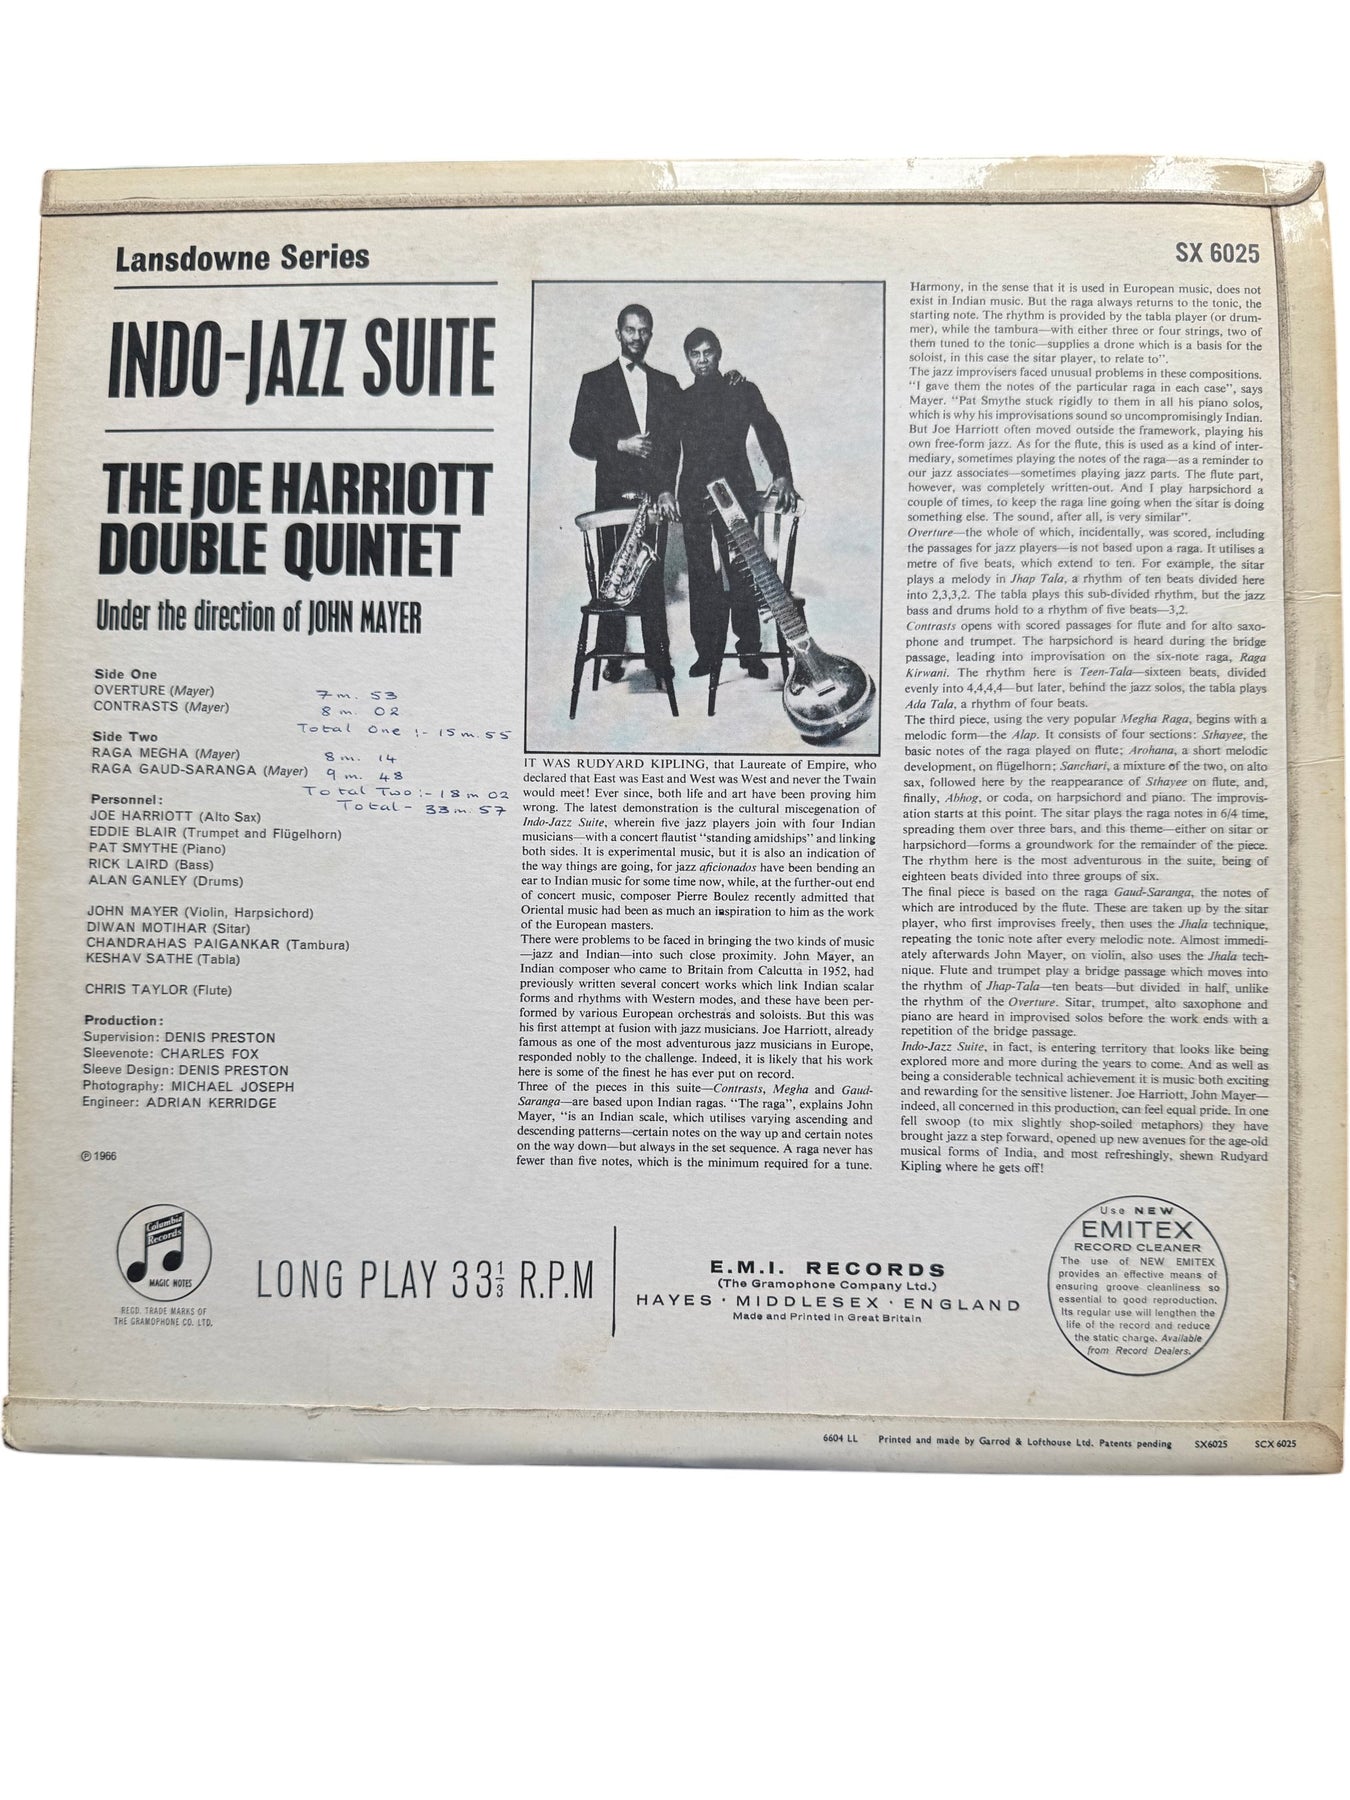 Lansdowne Series
SX 6025
INDO-JAZZ SUITE
THE JOE HARRIOTT
DOUBLE QUINTET
Under the direction of JOHN MAYER
Side One
OVERTURE (Mayer) 7 m. 53
CONTRASTS (Mayer) 8 m. 02
Total One :- 15 m. 55
Side Two
RAGA MEGHA (Mayer) 8 m. 14
RAGA GAUD-SARANGA (Mayer) 9 m. 48
Total Two :- 18 m 02
Total - 33 m. 57
Personnel:
JOE HARRIOTT (Alto Sax)
EDDIE BLAIR (Trumpet and Flügelhorn)
PAT SMYTHE (Piano)
RICK LAIRD (Bass)
ALAN GANLEY (Drums)
JOHN MAYER (Violin, Harpsichord)
DIWAN MOTIHAR (Sitar)
CHANDRAHAS PAIGANKAR (Tambura)
KESHAV SATHE (Tabla)
CHRIS TAYLOR (Flute)
Production:
Supervision: DENIS PRESTON
Sleevenote: CHARLES FOX
Sleeve Design: DENIS PRESTON
Photography: MICHAEL JOSEPH
Engineer: ADRIAN KERRIDGE
℗ 1966
IT WAS RUDYARD KIPLING, that Laureate of Empire, who
declared that East was East and West was West and never the Twain
would meet! Ever since, both life and art have been proving him
wrong. The latest demonstration is the cultural miscegenation of
Indo-Jazz Suite, wherein five jazz players join with four Indian
musicians—with a concert flautist “standing amidships” and linking
both sides. It is experimental music, but it is also an indication of
the way things are going, for jazz aficionados have been bending an
ear to Indian music for some time now, while, at the further-out end
of concert music, composer Pierre Boulez recently admitted that
Oriental music had been as much an inspiration to him as the work
of the European masters.
There were problems to be faced in bringing the two kinds of music
—jazz and Indian—into such close proximity. John Mayer, an
Indian composer who came to Britain from Calcutta in 1952, had
previously written several concert works which link Indian scalar
forms and rhythms with Western modes, and these have been per-
formed by various European orchestras and soloists. But this was
his first attempt at fusion with jazz musicians. Joe Harriott, already
famous as one of the most adventurous jazz musicians in Europe,
responded nobly to the challenge. Indeed, it is likely that his work
here is some of the finest he has ever put on record.
Three of the pieces in this suite—Contrasts, Megha and Gaud-
Saranga—are based upon Indian ragas. “The raga”, explains John
Mayer, “is an Indian scale, which utilises varying ascending and
descending patterns—certain notes on the way up and certain notes
on the way down—but always in the set sequence. A raga never has
fewer than five notes, which is the minimum required for a tune.
Harmony, in the sense that it is used in European music, does not
exist in Indian music. But the raga always returns to the tonic, the
starting note. The rhythm is provided by the tabla player (or drum-
mer), while the tambura—with either three or four strings, two of
them tuned to the tonic—supplies a drone which is a basis for the
soloist, in this case the sitar player, to relate to”.
The jazz improvisers faced unusual problems in these compositions.
“I gave them the notes of the particular raga in each case”, says
Mayer. “Pat Smythe stuck rigidly to them in all his piano solos,
which is why his improvisations sound so uncompromisingly Indian.
But Joe Harriott often moved outside the framework, playing his
own free-form jazz. As for the flute, this is used as a kind of inter-
mediary, sometimes playing the notes of the raga—as a reminder to
our jazz associates—sometimes playing jazz parts. The flute part,
however, was completely written-out. And I play harpsichord a
couple of times, to keep the raga line going when the sitar is doing
something else. The sound, after all, is very similar”.
Overture—the whole of which, incidentally, was scored, including
the passages for jazz players—is not based upon a raga. It utilises a
metre of five beats, which extend to ten. For example, the sitar
plays a melody in Jhap Tala, a rhythm of ten beats divided here
into 2,3,3,2. The tabla plays this sub-divided rhythm, but the jazz
bass and drums hold to a rhythm of five beats—3,2.
Contrasts opens with scored passages for flute and for alto saxo-
phone and trumpet. The harpsichord is heard during the bridge
passage, leading into improvisation on the six-note raga, Raga
Kirwani. The rhythm here is Teen-Tala—sixteen beats, divided
evenly into 4,4,4,4—but later, behind the jazz solos, the tabla plays
Ada Tala, a rhythm of four beats.
The third piece, using the very popular Megha Raga, begins with a
melodic form—the Alap. It consists of four sections: Sthayee, the
basic notes of the raga played on flute; Arohana, a short melodic
development, on flügelhorn; Sanchari, a mixture of the two, on alto
sax, followed here by the reappearance of Sthayee on flute, and,
finally, Abhog, or coda, on harpsichord and piano. The improvis-
ation starts at this point. The sitar plays the raga notes in 6/4 time,
spreading them over three bars, and this theme—either on sitar or
harpsichord—forms a groundwork for the remainder of the piece.
The rhythm here is the most adventurous in the suite, being of
eighteen beats divided into three groups of six.
The final piece is based on the raga Gaud-Saranga, the notes of
which are introduced by the flute. These are taken up by the sitar
player, who first improvises freely, then uses the Jhala technique,
repeating the tonic note after every melodic note. Almost immedi-
ately afterwards John Mayer, on violin, also uses the Jhala tech-
nique. Flute and trumpet play a bridge passage which moves into
the rhythm of Jhap-Tala—ten beats—but divided in half, unlike
the rhythm of the Overture. Sitar, trumpet, alto saxophone and
piano are heard in improvised solos before the work ends with a
repetition of the bridge passage.
Indo-Jazz Suite, in fact, is entering territory that looks like being
explored more and more during the years to come. And as well as
being a considerable technical achievement it is music both exciting
and rewarding for the sensitive listener. Joe Harriott, John Mayer—
indeed, all concerned in this production, can feel equal pride. In one
fell swoop (to mix slightly shop-soiled metaphors) they have
brought jazz a step forward, opened up new avenues for the age-old
musical forms of India, and most refreshingly, shewn Rudyard
Kipling where he gets off!
Columbia
Records
MAGIC NOTES
REGD. TRADE MARKS OF
THE GRAMOPHONE CO. LTD.
LONG PLAY 33⅓ R.P.M
E.M.I. RECORDS
(The Gramophone Company Ltd.)
HAYES · MIDDLESEX · ENGLAND
Made and Printed in Great Britain
Use NEW
EMITEX
RECORD CLEANER
The use of NEW EMITEX
provides an effective means of
ensuring groove cleanliness so
essential to good reproduction.
Its regular use will lengthen the
life of the record and reduce
the static charge. Available
from Record Dealers.
6604 LL Printed and made by Garrod & Lofthouse Ltd. Patents pending SX6025 SCX 6025